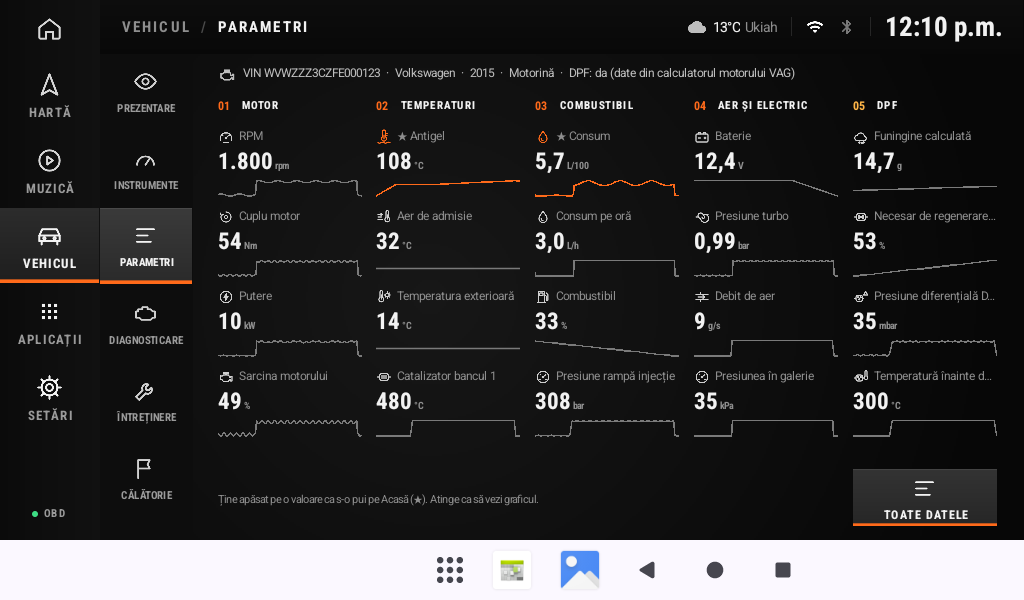 VEHICUL / PARAMETRI
13°C Ukiah
12:10 p.m.
HARTĂ
MUZICĂ
VEHICUL
APLICAȚII
SETĂRI
OBD
PREZENTARE
INSTRUMENTE
PARAMETRI
DIAGNOSTICARE
ÎNTREȚINERE
CĂLĂTORIE
VIN WVWZZZ3CZFE000123 · Volkswagen · 2015 · Motorină · DPF: da (date din calculatorul motorului VAG)
01 MOTOR
RPM
1.800 rpm
Cuplu motor
54 Nm
Putere
10 kW
Sarcina motorului
49 %
02 TEMPERATURI
★ Antigel
108 °C
Aer de admisie
32 °C
Temperatura exterioară
14 °C
Catalizator bancul 1
480 °C
03 COMBUSTIBIL
★ Consum
5,7 L/100
Consum pe oră
3,0 L/h
Combustibil
33 %
Presiune rampă injecție
308 bar
04 AER ȘI ELECTRIC
Baterie
12,4 V
Presiune turbo
0,99 bar
Debit de aer
9 g/s
Presiunea în galerie
35 kPa
05 DPF
Funingine calculată
14,7 g
Necesar de regenerare...
53 %
Presiune diferențială D...
35 mbar
Temperatură înainte d...
300 °C
Ține apăsat pe o valoare ca s-o pui pe Acasă (★). Atinge ca să vezi graficul.
TOATE DATELE